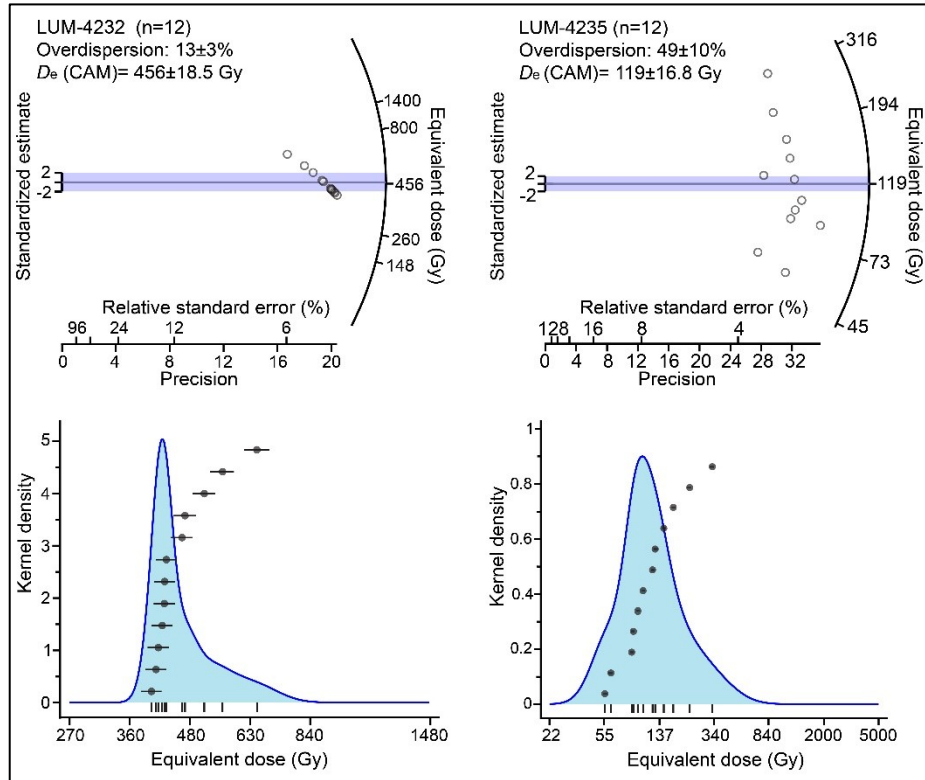 LUM-4232 (n=12)
Overdispersion: 13±3%
De (CAM)= 456±18.5 Gy
Standardized estimate
2
-2
1400
800
456
260
148
Equivalent dose (Gy)
Relative standard error (%)
96 24 12 6
0 4 8 12 16 20
Precision
LUM-4235 (n=12)
Overdispersion: 49±10%
De (CAM)= 119±16.8 Gy
Standardized estimate
2
-2
316
194
119
73
45
Equivalent dose (Gy)
Relative standard error (%)
128 16 8 4
0 4 8 12 16 20 24 28 32
Precision
Kernel density
5
4
3
2
1
0
270 360 480 630 840 1480
Equivalent dose (Gy)
Kernel density
1
0.8
0.6
0.4
0.2
0
22 55 137 340 840 2000 5000
Equivalent dose (Gy)